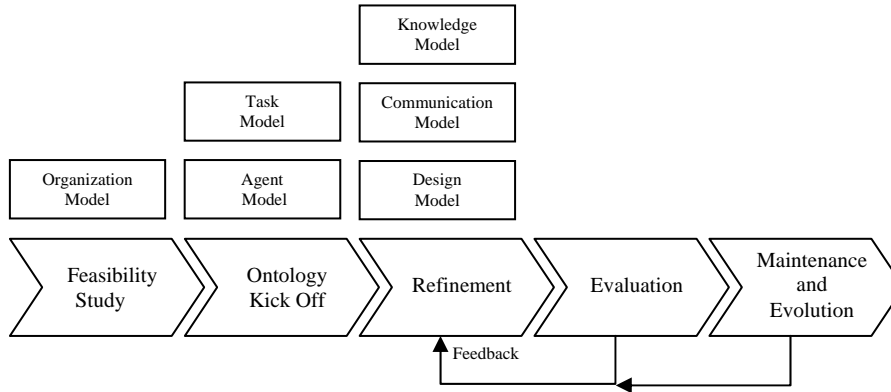 Knowledge
Model
Task
Model
Communication
Model
Organization
Model
Agent
Model
Design
Model
Feasibility
Study
Ontology
Kick Off
Refinement
Evaluation
Maintenance
and
Evolution
Feedback